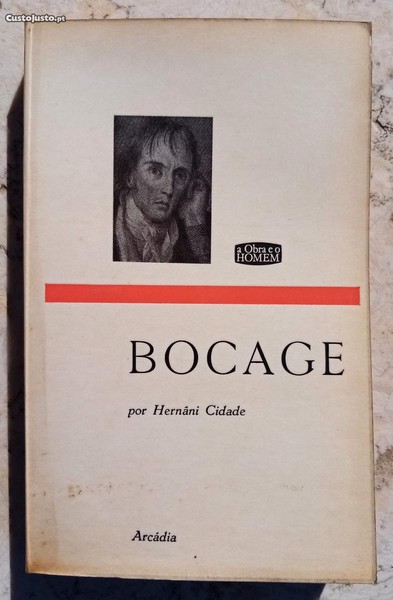 CustoJusto.pt
a Obra e o
HOMEM
BOCAGE
por Hernâni Cidade
Arcádia